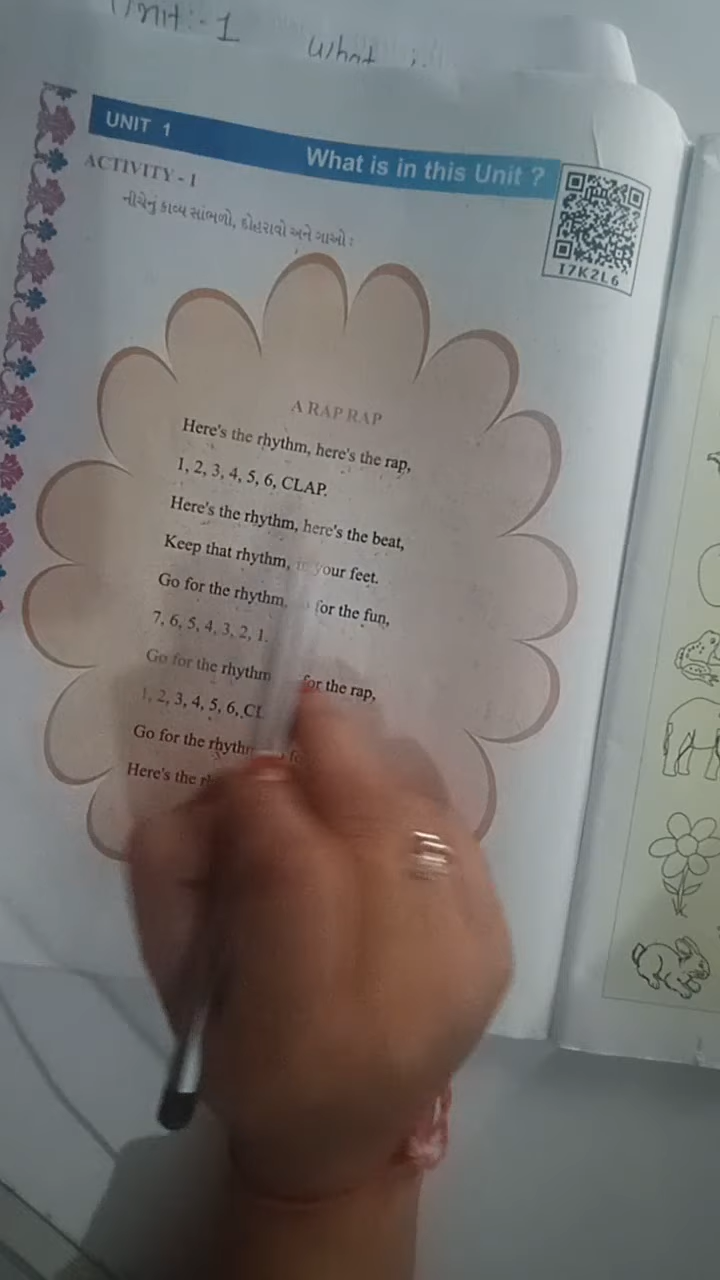 Unit:- 1 What
UNIT 1
What is in this Unit ?
ACTIVITY - 1
નીચેનું કાવ્ય સાંભળો, દોહરાવો અને ગાઓ :
I7K2L6
A RAP RAP
Here's the rhythm, here's the rap,
1, 2, 3, 4, 5, 6, CLAP.
Here's the rhythm, here's the beat,
Keep that rhythm, your feet.
Go for the rhythm, for the fun,
7, 6, 5, 4, 3, 2, 1.
Go for the rhythm for the rap,
1, 2, 3, 4, 5, 6,
Go for the
Here's the